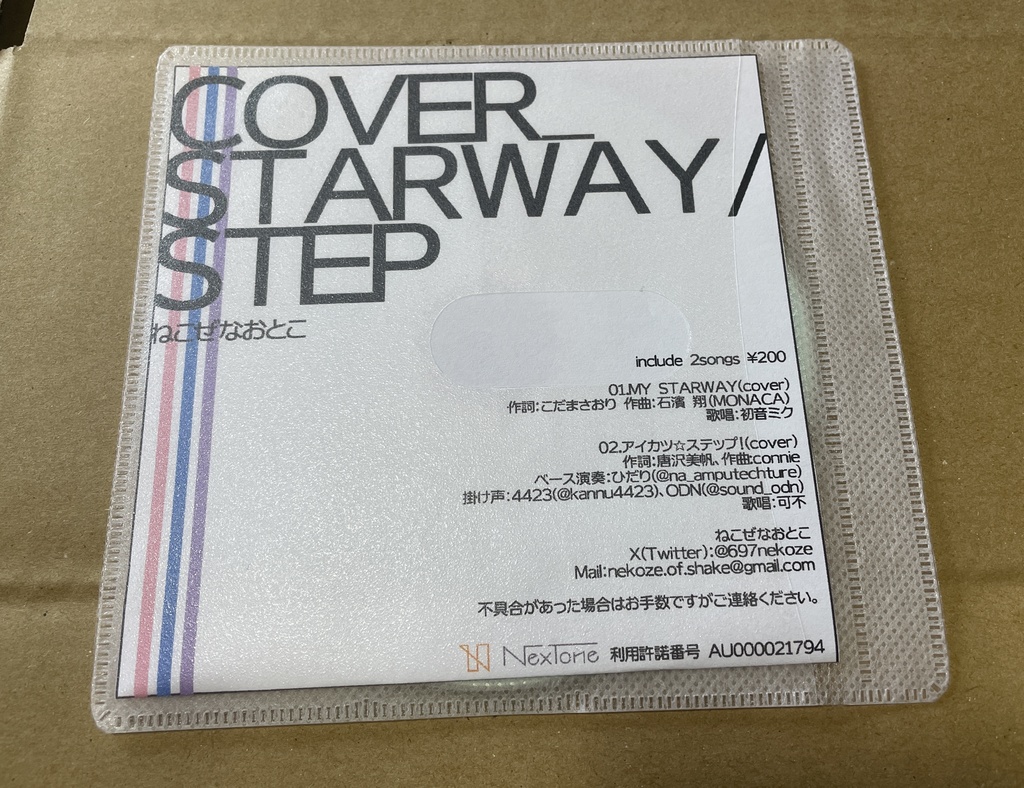 COVER_
STARWAY/
STEP
ねこぜなおとこ
include 2songs ¥200
01.MY STARWAY(cover)
作詞:こだまさおり 作曲:石濱 翔(MONACA)
歌唱:初音ミク
02.アイカツ☆ステップ!(cover)
作詞:唐沢美帆、作曲:connie
ベース演奏:ひだり(@na_amputechture)
掛け声:4423(@kannu4423)、ODN(@sound_odn)
歌唱:可不
ねこぜなおとこ
X(Twitter):@697nekoze
Mail:nekoze.of.shake@gmail.com
不具合があった場合はお手数ですがご連絡ください。
NexTone 利用許諾番号 AU000021794